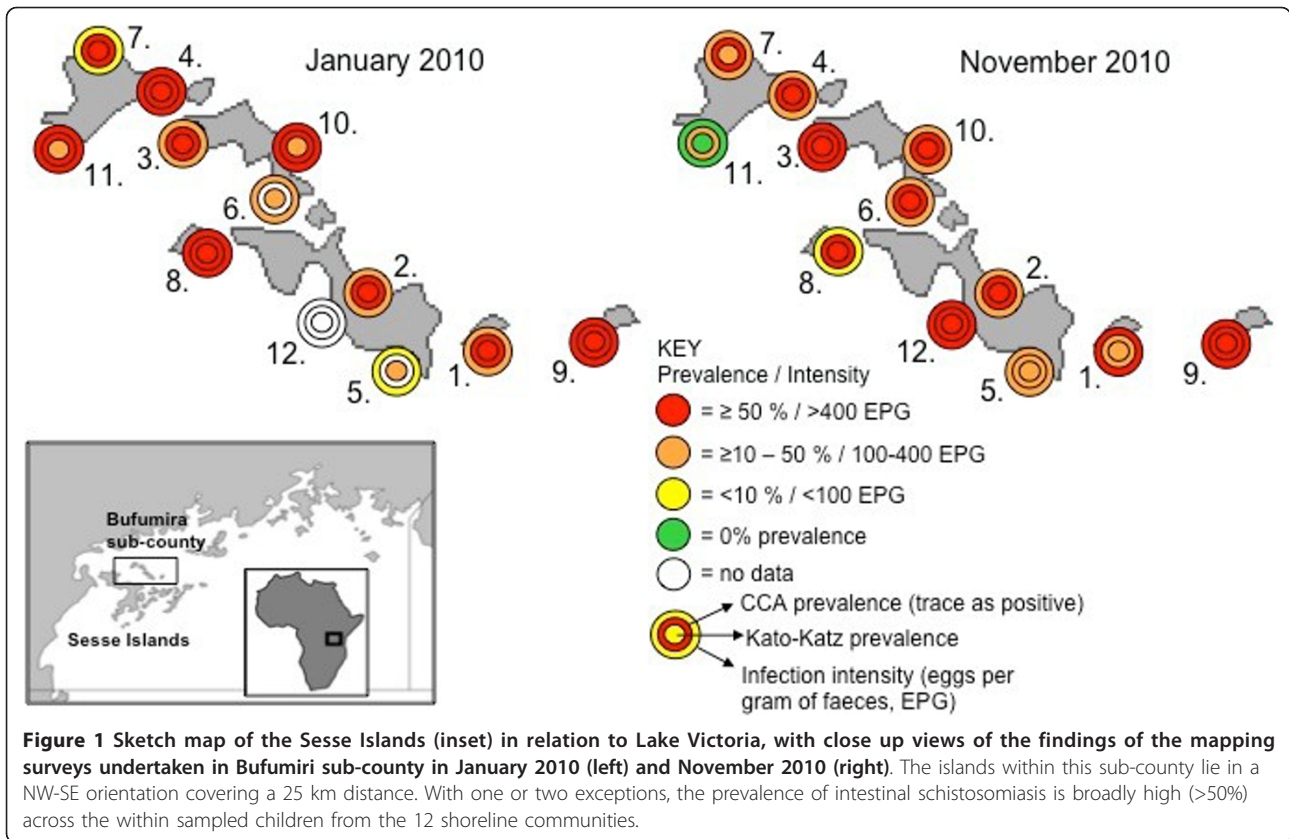 January 2010
7.
4.
10.
11.
3.
6.
8.
2.
12.
5.
1.
9.
November 2010
7.
4.
10.
11.
3.
6.
8.
2.
12.
5.
1.
9.
KEY
Prevalence / Intensity
= ≥ 50 % / >400 EPG
= ≥10 – 50 % / 100-400 EPG
= <10 % / <100 EPG
= 0% prevalence
= no data
CCA prevalence (trace as positive)
Kato-Katz prevalence
Infection intensity (eggs per
gram of faeces, EPG)
Bufumira
sub-county
Sesse Islands
Figure 1 Sketch map of the Sesse Islands (inset) in relation to Lake Victoria, with close up views of the findings of the mapping
surveys undertaken in Bufumiri sub-county in January 2010 (left) and November 2010 (right). The islands within this sub-county lie in a
NW-SE orientation covering a 25 km distance. With one or two exceptions, the prevalence of intestinal schistosomiasis is broadly high (>50%)
across the within sampled children from the 12 shoreline communities.